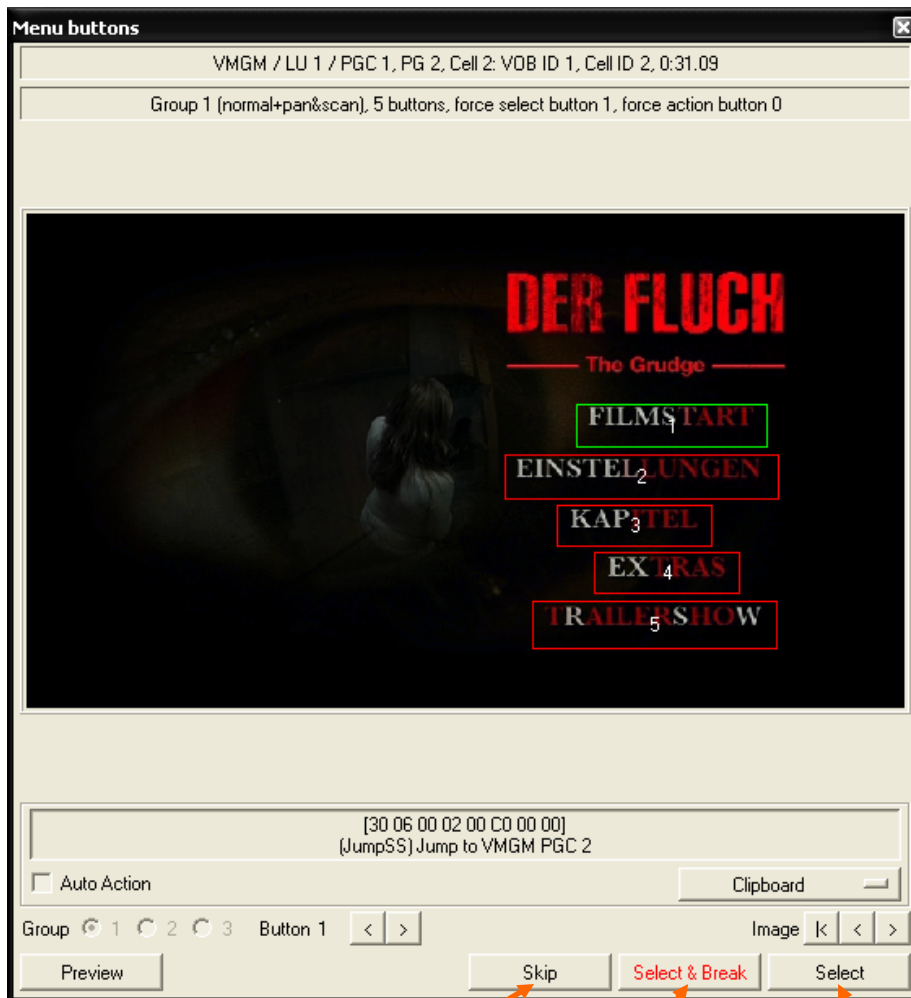 Menu buttons
VMGM / LU 1 / PGC 1, PG 2, Cell 2: VOB ID 1, Cell ID 2, 0:31.09
Group 1 (normal+pan&scan), 5 buttons, force select button 1, force action button 0
DER FLUCH
The Grudge
FILMSTART
1
EINSTELLUNGEN
2
KAPITEL
3
EXTRAS
4
TRAILERSHOW
5
[30 06 00 02 00 C0 00 00]
(JumpSS) Jump to VMGM PGC 2
Auto Action
Clipboard
Group 1 2 3 Button 1 < > Image |< < >
Preview Skip Select & Break Select